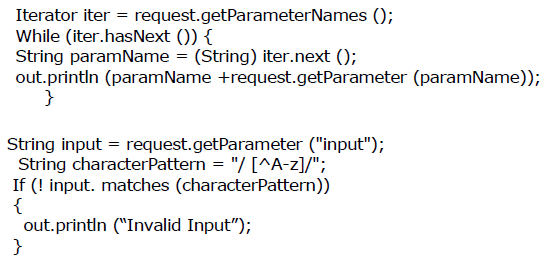 Iterator iter = request.getParameterNames ();
While (iter.hasNext ()) {
String paramName = (String) iter.next ();
out.println (paramName +request.getParameter (paramName));
}
String input = request.getParameter ("input");
String characterPattern = "/ [^A-z]/";
If (! input. matches (characterPattern))
{
out.println (“Invalid Input”);
}